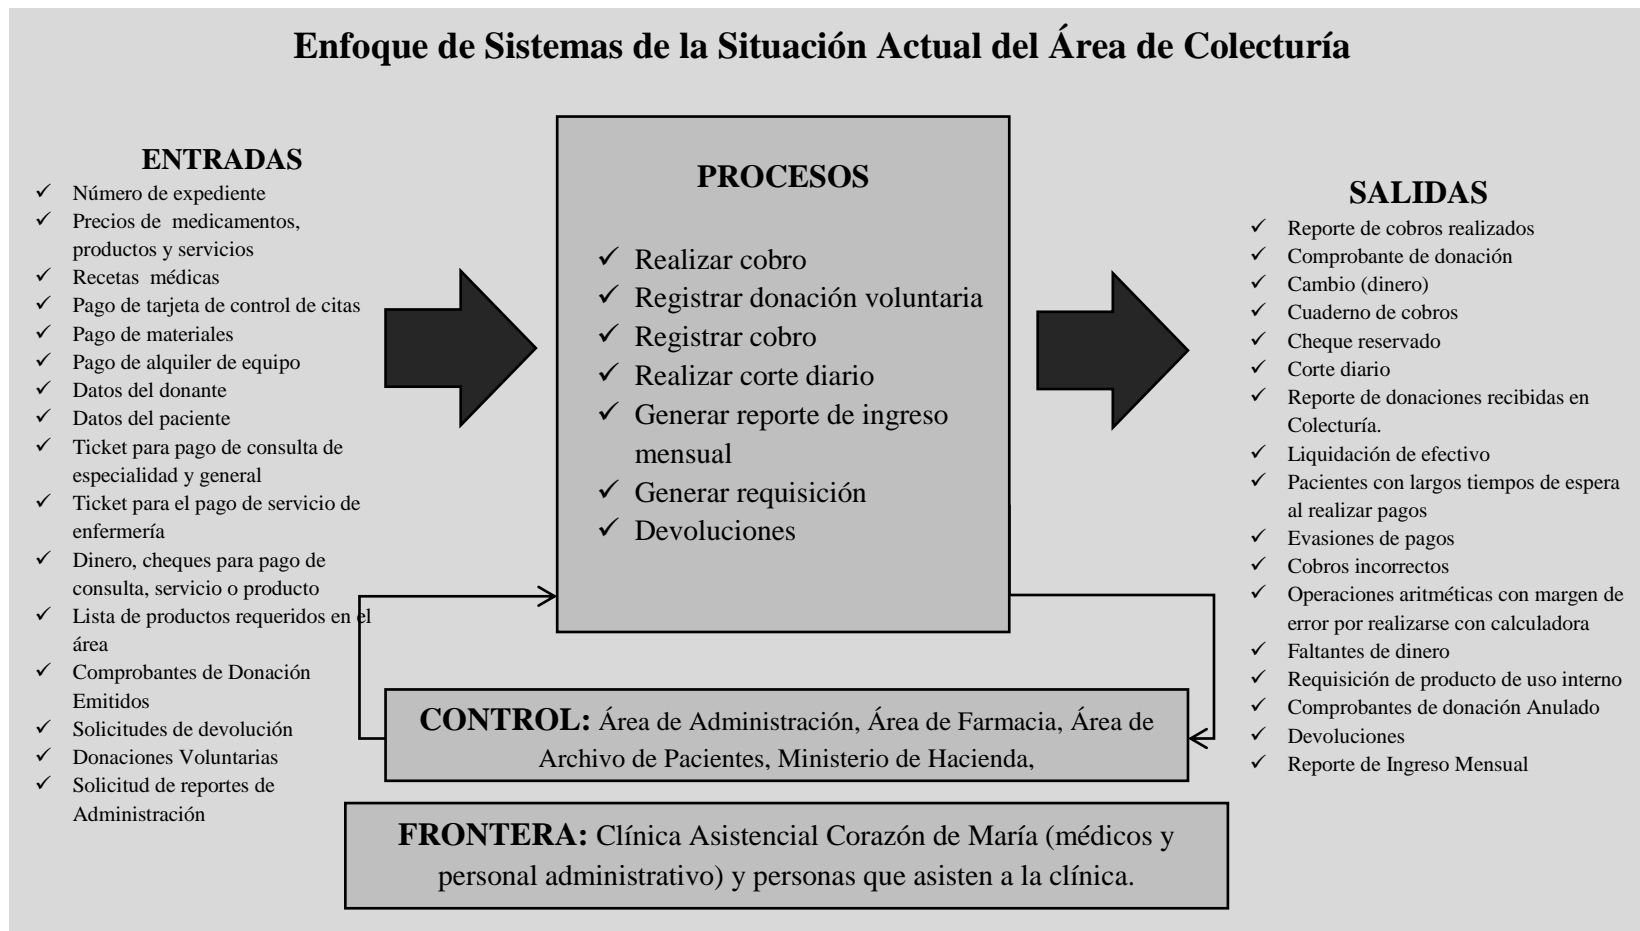 Enfoque de Sistemas de la Situación Actual del Área de Colecturía
ENTRADAS
✓ Número de expediente
✓ Precios de medicamentos,
productos y servicios
✓ Recetas médicas
✓ Pago de tarjeta de control de citas
✓ Pago de materiales
✓ Pago de alquiler de equipo
✓ Datos del donante
✓ Datos del paciente
✓ Ticket para pago de consulta de
especialidad y general
✓ Ticket para el pago de servicio de
enfermería
✓ Dinero, cheques para pago de
consulta, servicio o producto
✓ Lista de productos requeridos en el
área
✓ Comprobantes de Donación
Emitidos
✓ Solicitudes de devolución
✓ Donaciones Voluntarias
✓ Solicitud de reportes de
Administración
PROCESOS
✓ Realizar cobro
✓ Registrar donación voluntaria
✓ Registrar cobro
✓ Realizar corte diario
✓ Generar reporte de ingreso
mensual
✓ Generar requisición
✓ Devoluciones
SALIDAS
✓ Reporte de cobros realizados
✓ Comprobante de donación
✓ Cambio (dinero)
✓ Cuaderno de cobros
✓ Cheque reservado
✓ Corte diario
✓ Reporte de donaciones recibidas en
Colecturía.
✓ Liquidación de efectivo
✓ Pacientes con largos tiempos de espera
al realizar pagos
✓ Evasiones de pagos
✓ Cobros incorrectos
✓ Operaciones aritméticas con margen de
error por realizarse con calculadora
✓ Faltantes de dinero
✓ Requisición de producto de uso interno
✓ Comprobantes de donación Anulado
✓ Devoluciones
✓ Reporte de Ingreso Mensual
CONTROL: Área de Administración, Área de Farmacia, Área de
Archivo de Pacientes, Ministerio de Hacienda,
FRONTERA: Clínica Asistencial Corazón de María (médicos y
personal administrativo) y personas que asisten a la clínica.